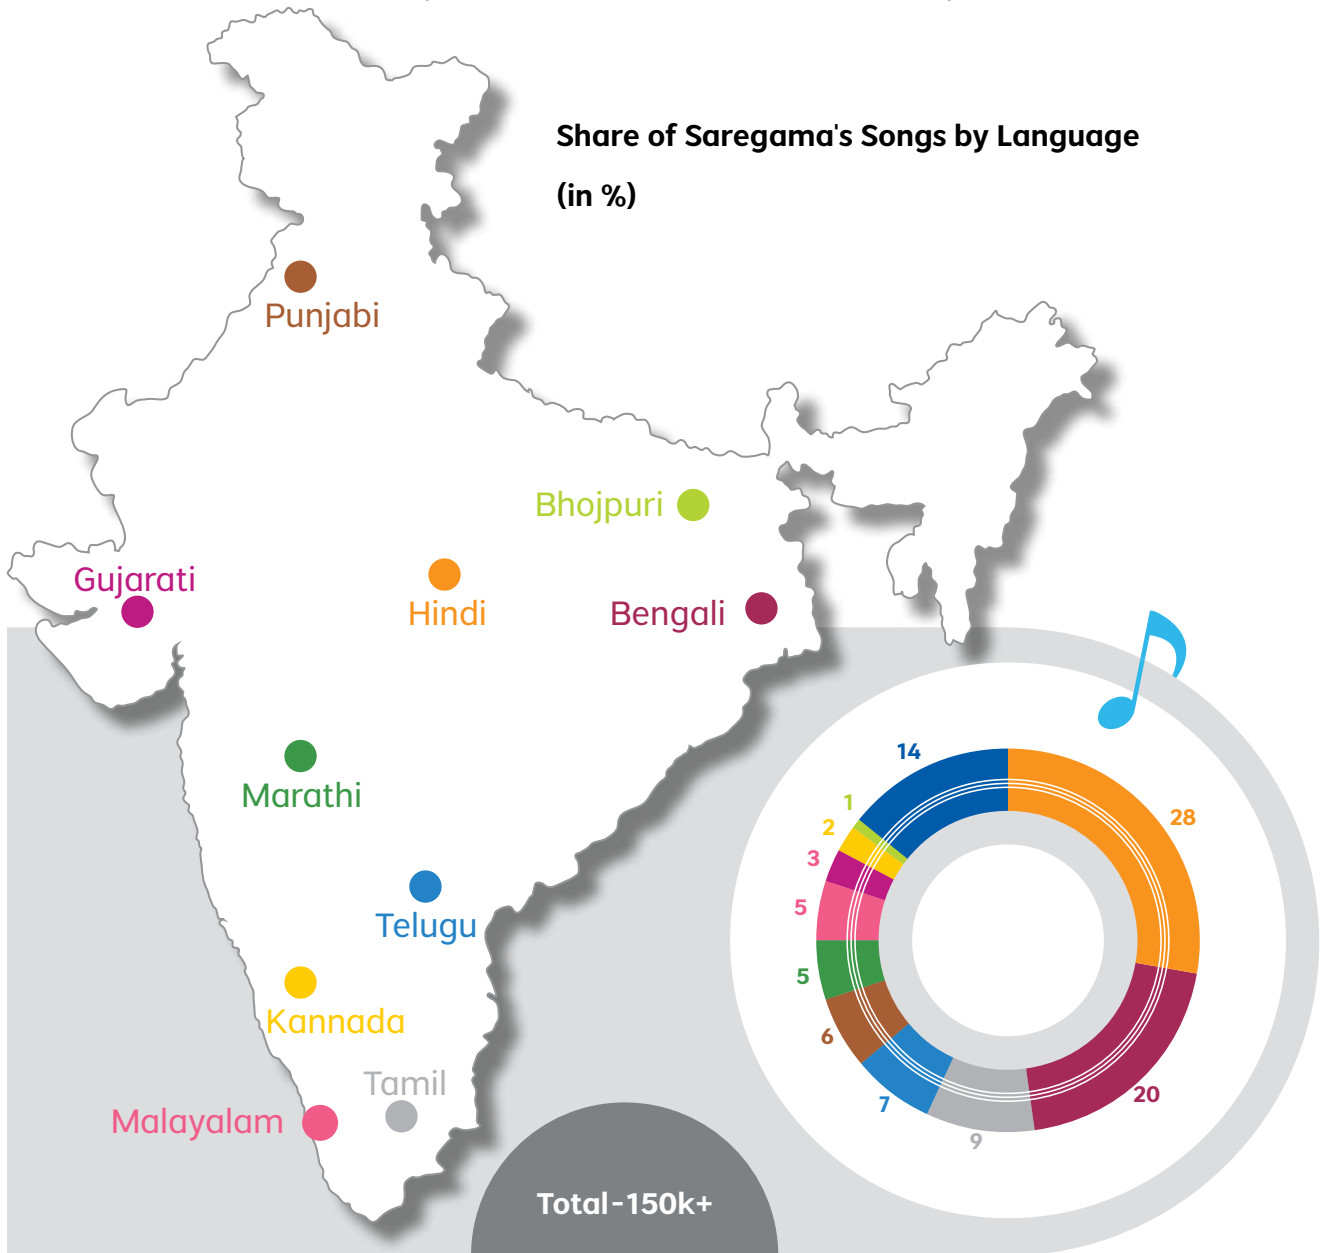 Share of Saregama's Songs by Language
(in %)
Punjabi
Bhojpuri
Gujarati
Hindi
Bengali
Marathi
Telugu
Kannada
Tamil
Malayalam
14
28
1
2
3
5
5
6
7
9
20
Total-150k+